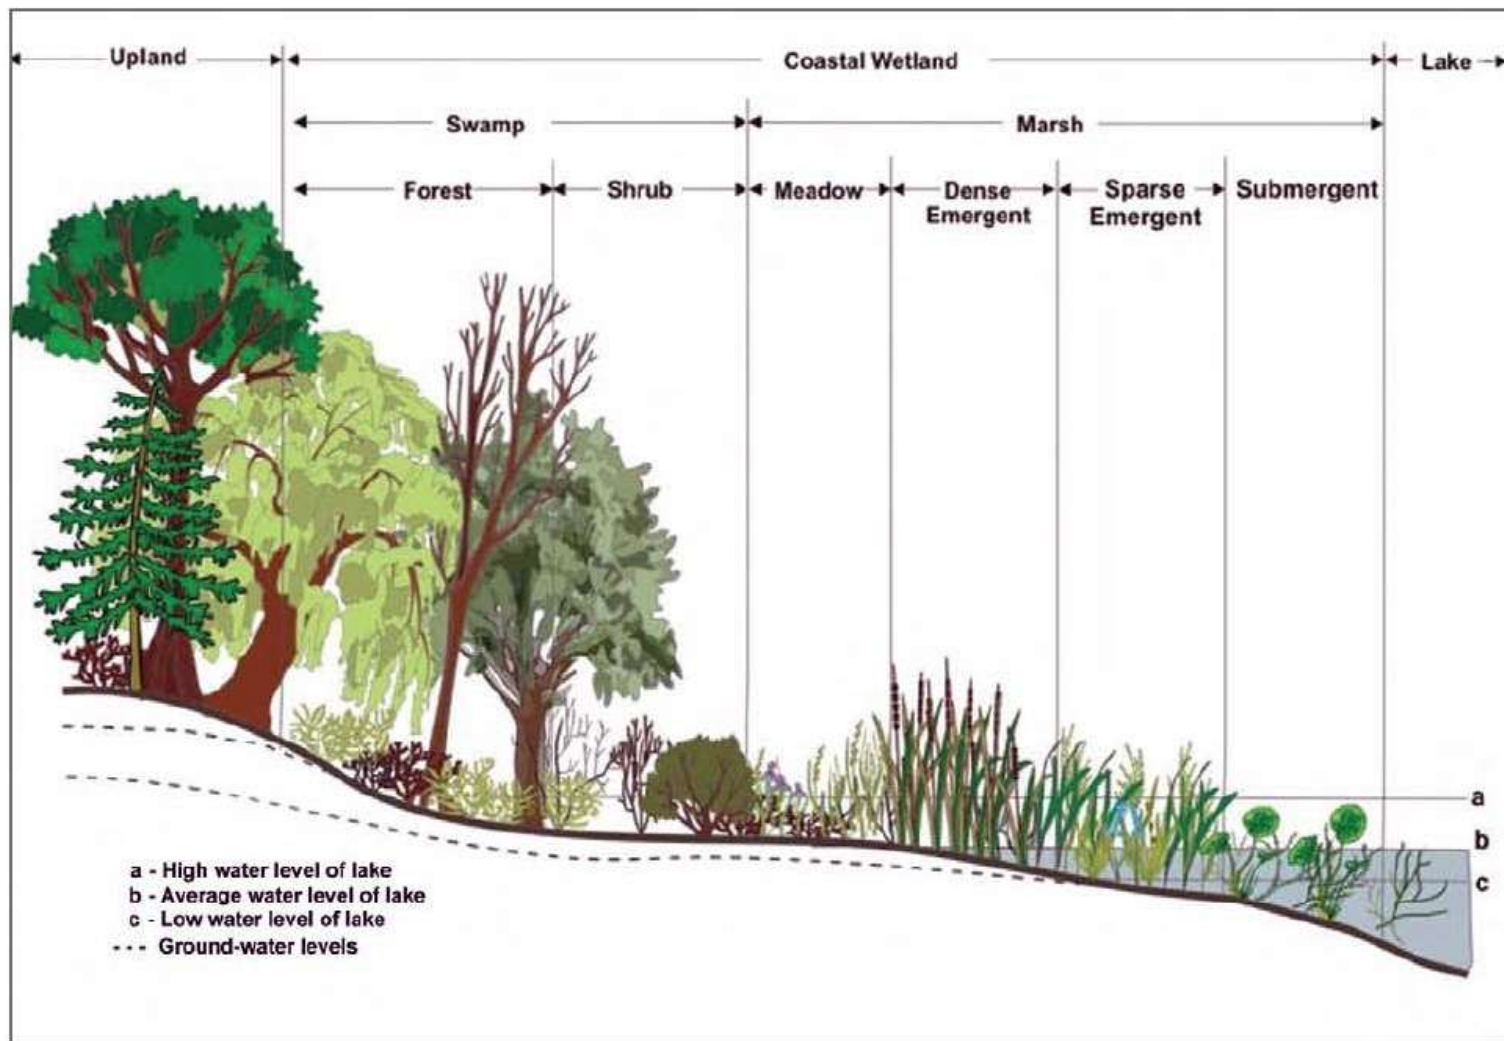 Upland
Coastal Wetland
Lake
Swamp
Marsh
Forest
Shrub
Meadow
Dense
Emergent
Sparse
Emergent
Submergent
a
b
c
a - High water level of lake
b - Average water level of lake
c - Low water level of lake
--- Ground-water levels